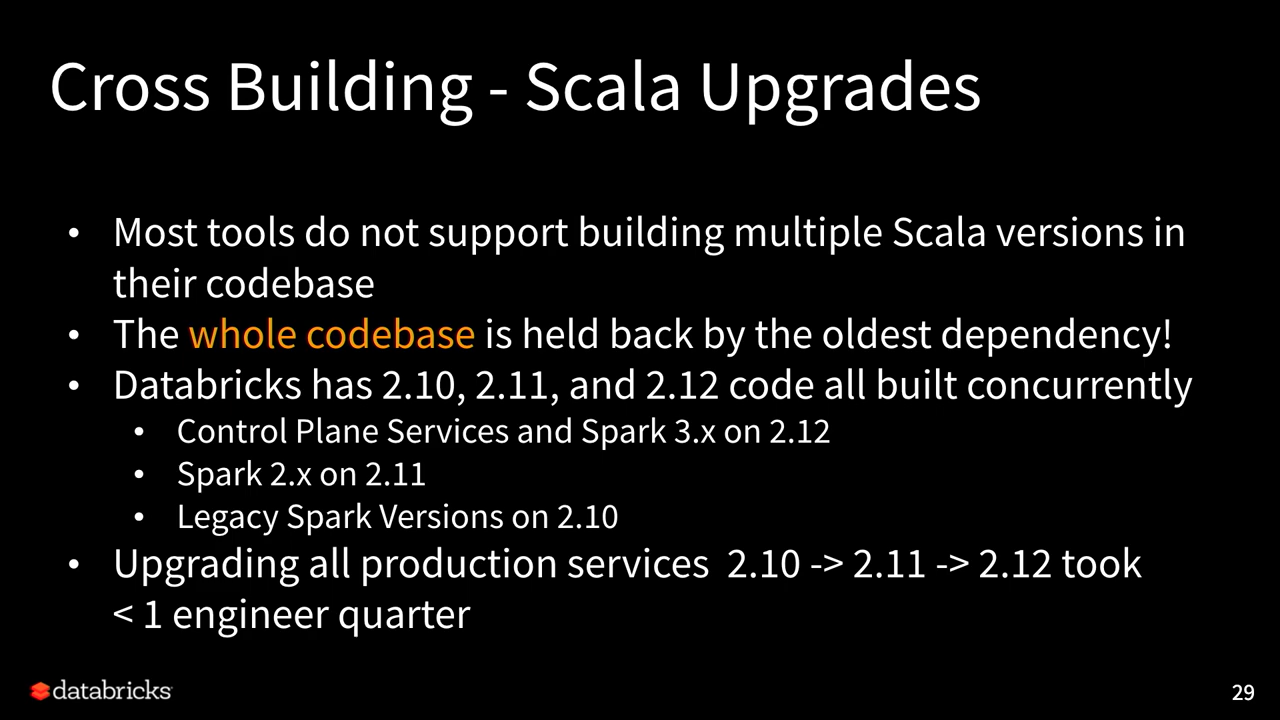 Cross Building - Scala Upgrades
• Most tools do not support building multiple Scala versions in
their codebase
• The whole codebase is held back by the oldest dependency!
• Databricks has 2.10, 2.11, and 2.12 code all built concurrently
• Control Plane Services and Spark 3.x on 2.12
• Spark 2.x on 2.11
• Legacy Spark Versions on 2.10
• Upgrading all production services  2.10 -> 2.11 -> 2.12 took
< 1 engineer quarter
databricks
29